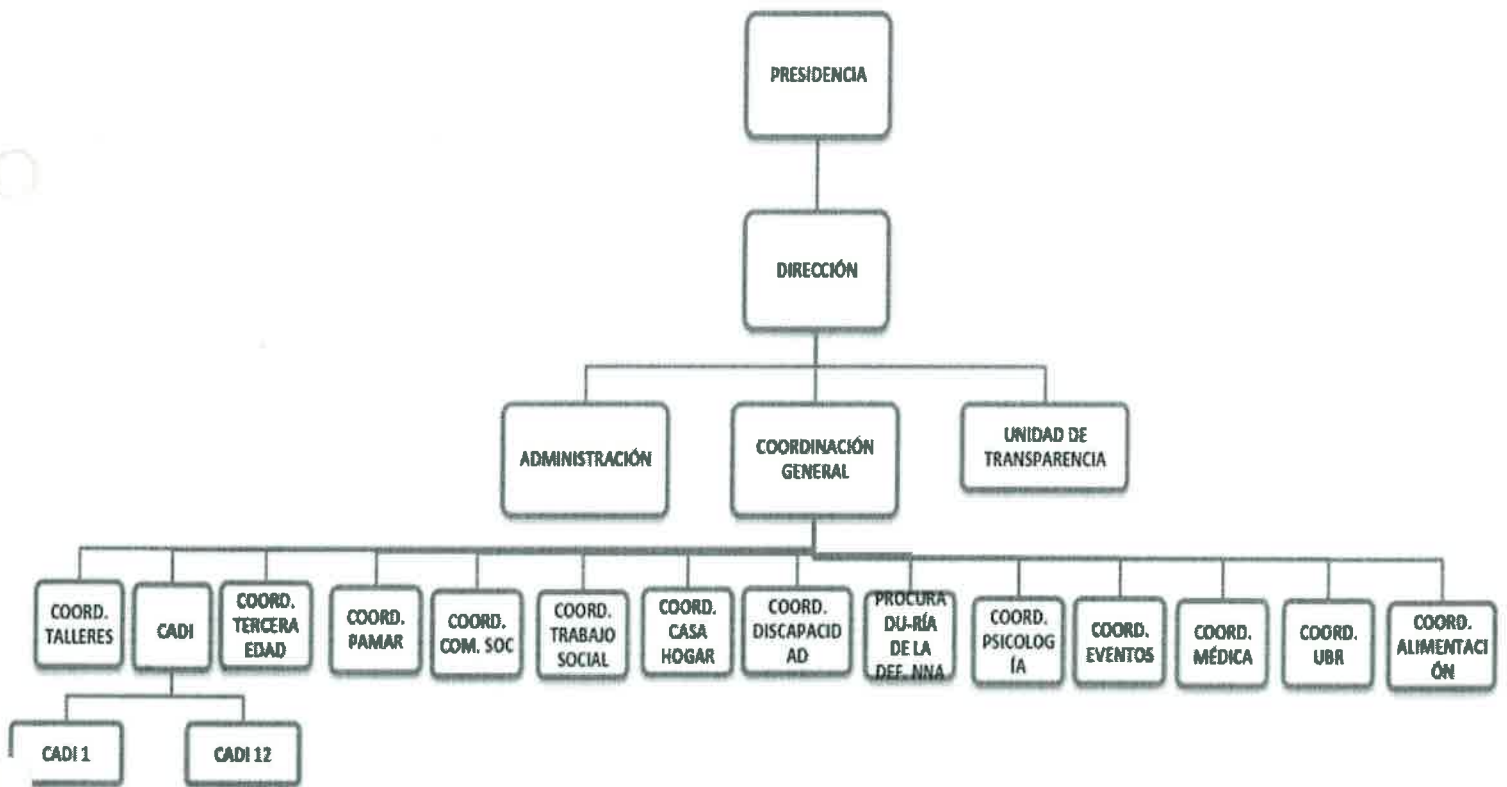 PRESIDENCIA
DIRECCIÓN
ADMINISTRACIÓN
COORDINACIÓN
GENERAL
UNIDAD DE
TRANSPARENCIA
COORD.
TALLERES
CADI
COORD.
TERCERA
EDAD
COORD.
PAMAR
COORD.
COM. SOC
COORD.
TRABAJO
SOCIAL
COORD.
CASA
HOGAR
COORD.
DISCAPACID
AD
PROCURA
DU-RÍA
DE LA
DEF. NNA
COORD.
PSICOLOG
ÍA
COORD.
EVENTOS
COORD.
MÉDICA
COORD.
UBR
COORD.
ALIMENTACI
ÓN
CADI 1
CADI 12